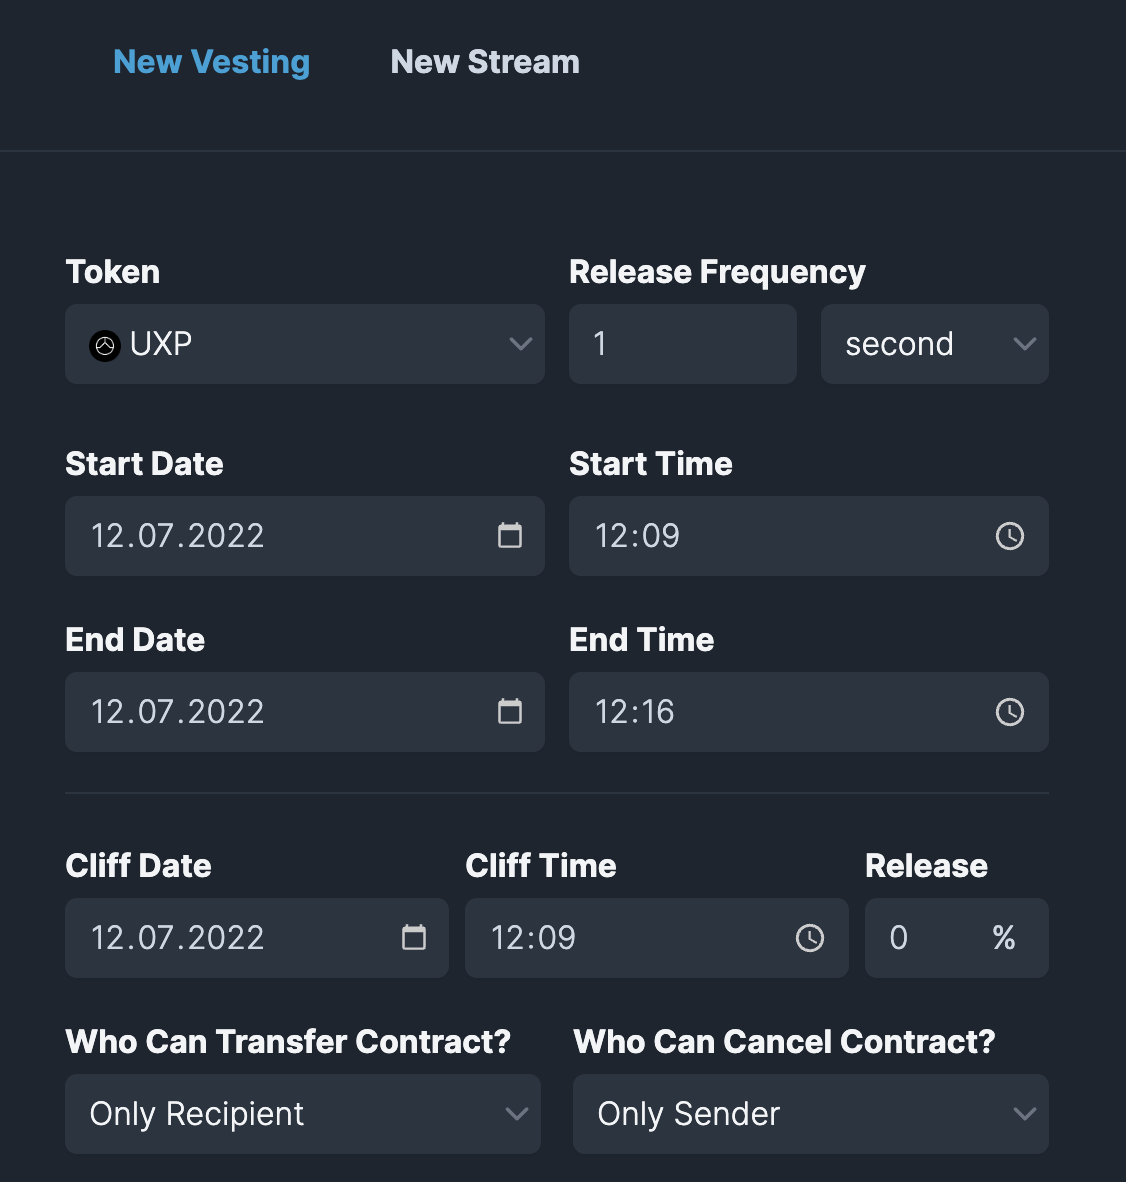 New Vesting New Stream
Token Release Frequency
UXP 1 second
Start Date Start Time
12.07.2022 12:09
End Date End Time
12.07.2022 12:16
Cliff Date Cliff Time Release
12.07.2022 12:09 0 %
Who Can Transfer Contract? Who Can Cancel Contract?
Only Recipient Only Sender